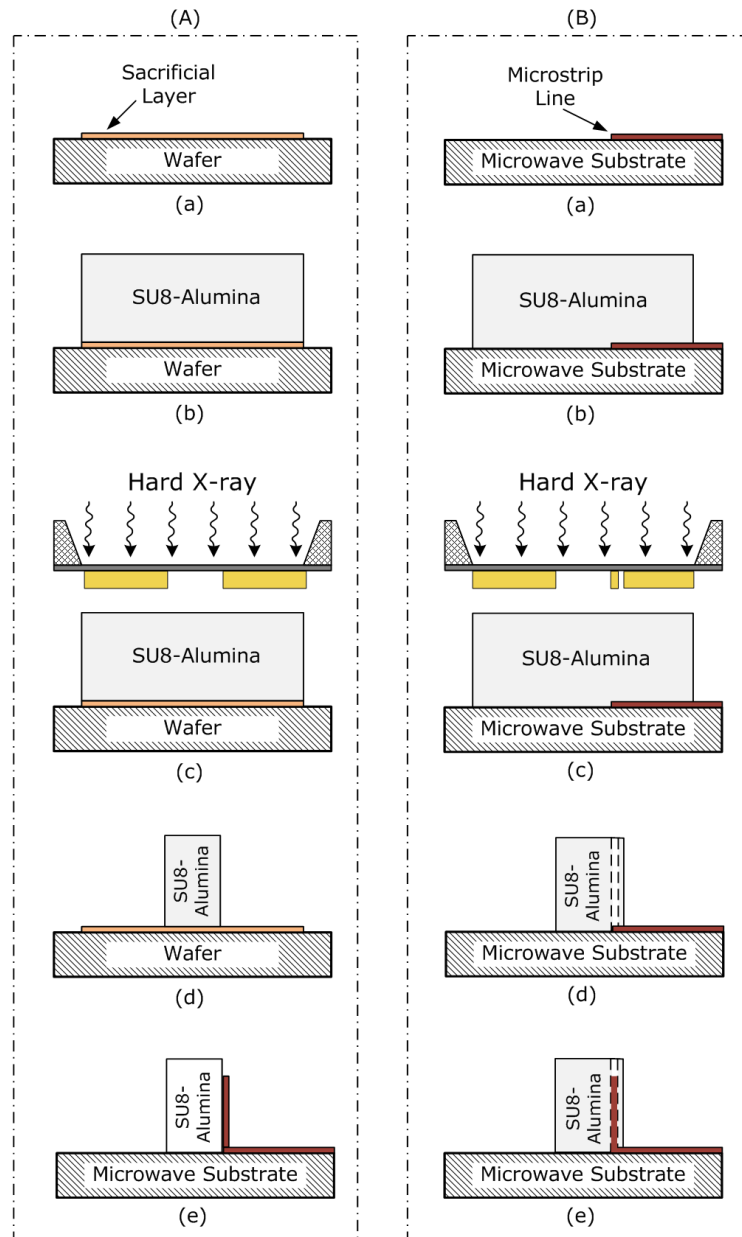 (A)
Sacrificial
Layer
Wafer
(a)
SU8-Alumina
Wafer
(b)
Hard X-ray
SU8-Alumina
Wafer
(c)
SU8-
Alumina
Wafer
(d)
SU8-
Alumina
Microwave Substrate
(e)
(B)
Microstrip
Line
Microwave Substrate
(a)
SU8-Alumina
Microwave Substrate
(b)
Hard X-ray
SU8-Alumina
Microwave Substrate
(c)
SU8-
Alumina
Microwave Substrate
(d)
SU8-
Alumina
Microwave Substrate
(e)